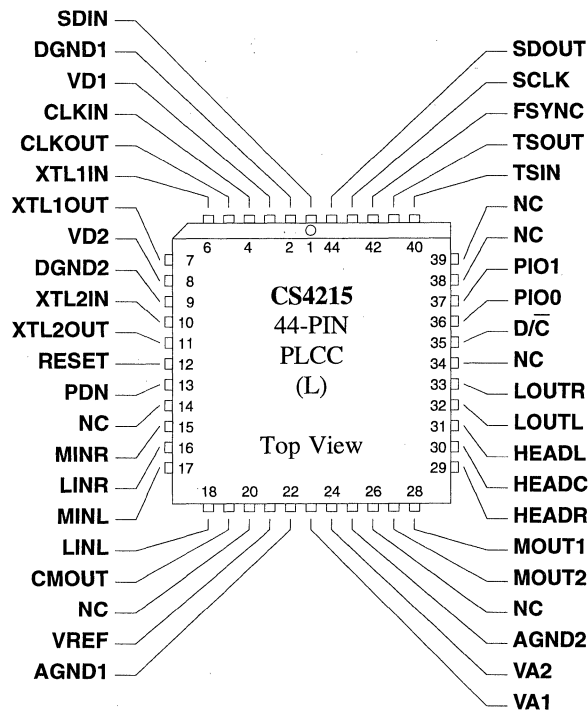 SDIN
DGND1
VD1
CLKIN
CLKOUT
XTL1IN
XTL1OUT
VD2
DGND2
XTL2IN
XTL2OUT
RESET
PDN
NC
MINR
LINR
MINL
LINL
CMOUT
NC
VREF
AGND1
SDOUT
SCLK
FSYNC
TSOUT
TSIN
NC
NC
PIO1
PIO0
D/C̅
NC
LOUTR
LOUTL
HEADL
HEADC
HEADR
MOUT1
MOUT2
NC
AGND2
VA2
VA1
6 4 2 1 44 42 40
7
8
9
10
11
12
13
14
15
16
17
39
38
37
36
35
34
33
32
31
30
29
18 20 22 24 26 28
CS4215
44-PIN
PLCC
(L)
Top View